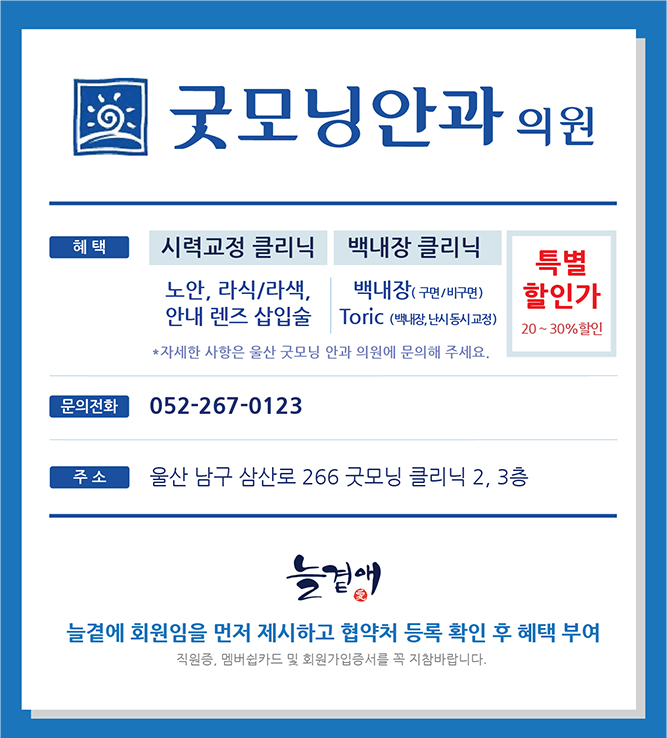 굿모닝안과 의원
혜 택
시력교정 클리닉
노안, 라식/라색,
안내 렌즈 삽입술
백내장 클리닉
백내장( 구면/비구면)
Toric (백내장,난시동시교정)
특별
할인가
20 ~ 30%할인
*자세한 사항은 울산 굿모닝 안과 의원에 문의해 주세요.
문의전화
052-267-0123
주 소
울산 남구 삼산로 266 굿모닝 클리닉 2, 3층
늘곁애
愛
늘곁에 회원임을 먼저 제시하고 협약처 등록 확인 후 혜택 부여
직원증, 멤버쉽카드 및 회원가입증서를 꼭 지참바랍니다.